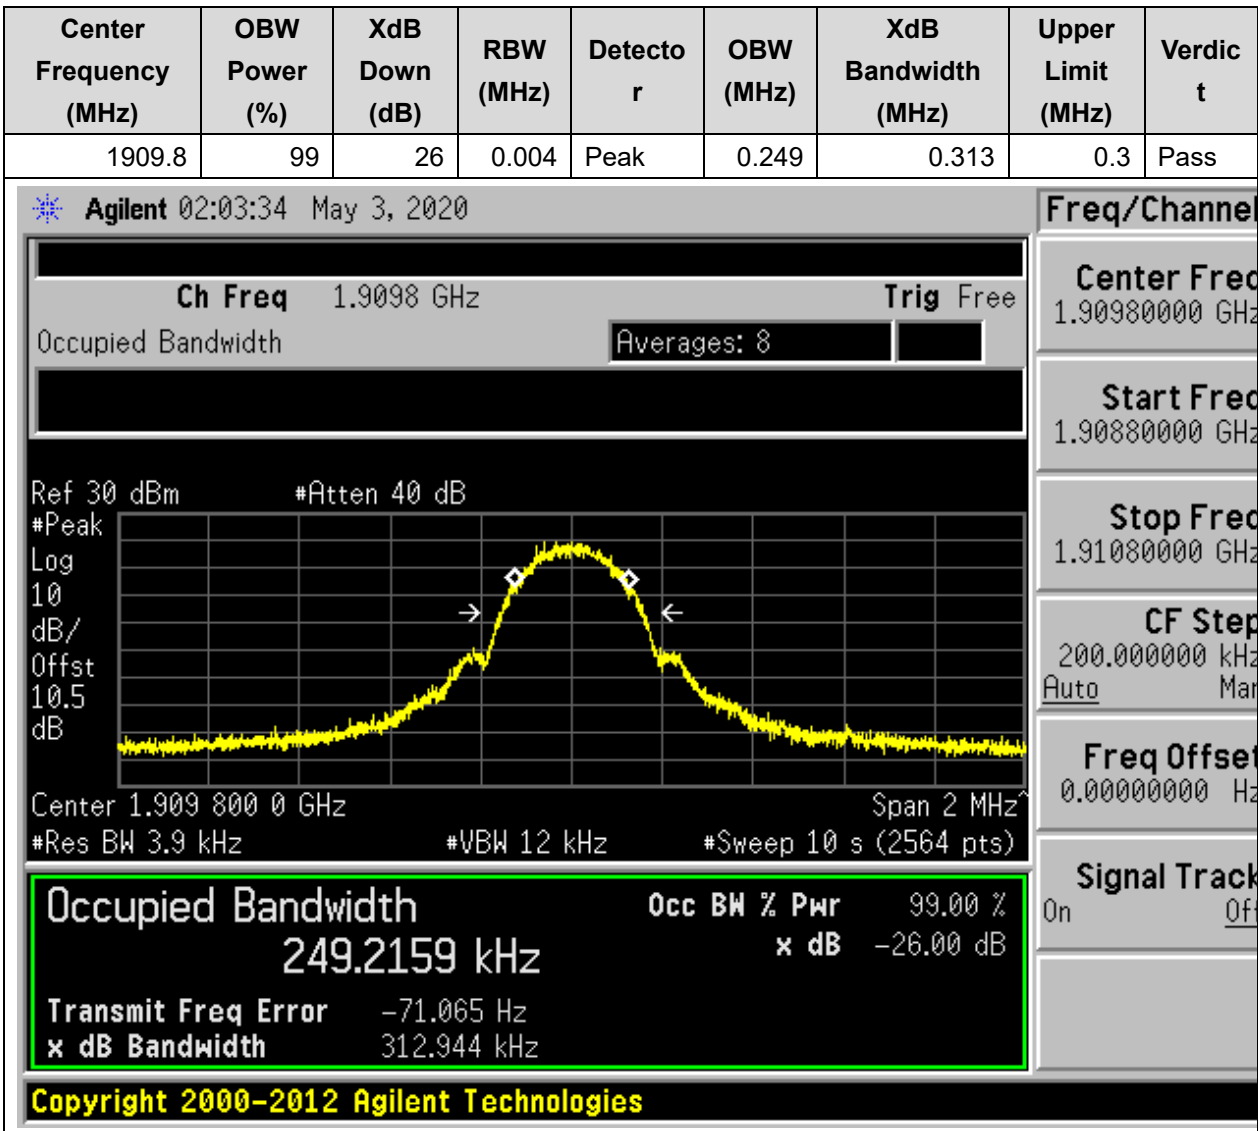 Center Frequency (MHz) OBW Power (%) XdB Down (dB) RBW (MHz) Detecto r OBW (MHz) XdB Bandwidth (MHz) Upper Limit (MHz) Verdic t
1909.8 99 26 0.004 Peak 0.249 0.313 0.3 Pass
Agilent 02:03:34 May 3, 2020
Freq/Channel
Ch Freq 1.9098 GHz Trig Free
Occupied Bandwidth Averages: 8
Center Freq
1.90980000 GHz
Start Freq
1.90880000 GHz
Stop Freq
1.91080000 GHz
CF Step
200.000000 kHz
Auto Man
Freq Offset
0.00000000 Hz
Signal Track
On Off
Ref 30 dBm #Atten 40 dB
#Peak
Log
10
dB/
Offst
10.5
dB
Center 1.909 800 0 GHz Span 2 MHz^
#Res BW 3.9 kHz #VBW 12 kHz #Sweep 10 s (2564 pts)
Occupied Bandwidth Occ BW % Pwr 99.00 %
249.2159 kHz x dB -26.00 dB
Transmit Freq Error -71.065 Hz
x dB Bandwidth 312.944 kHz
Copyright 2000-2012 Agilent Technologies